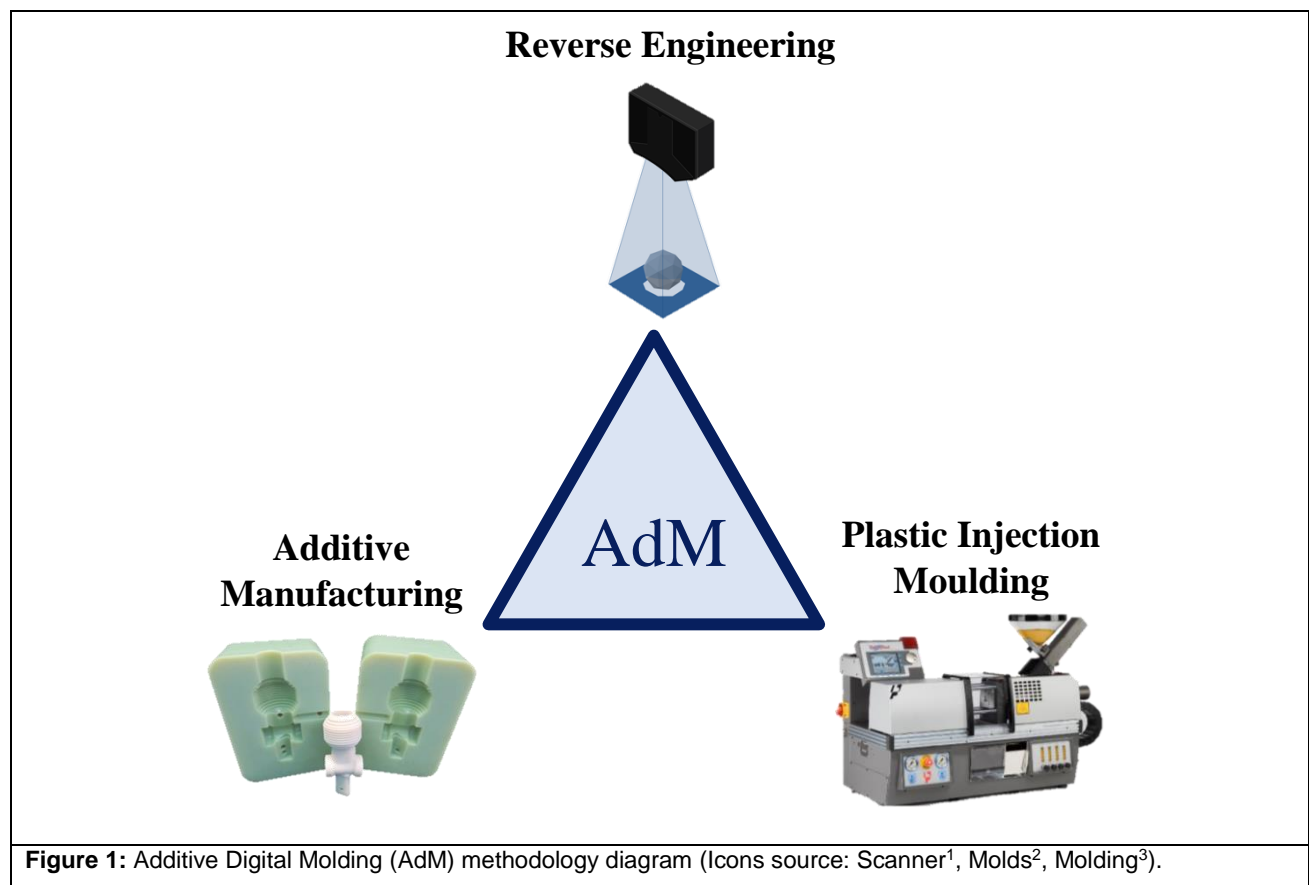 Reverse Engineering
AdM
Additive
Manufacturing
Plastic Injection
Moulding
Figure 1: Additive Digital Molding (AdM) methodology diagram (Icons source: Scanner¹, Molds², Molding³).